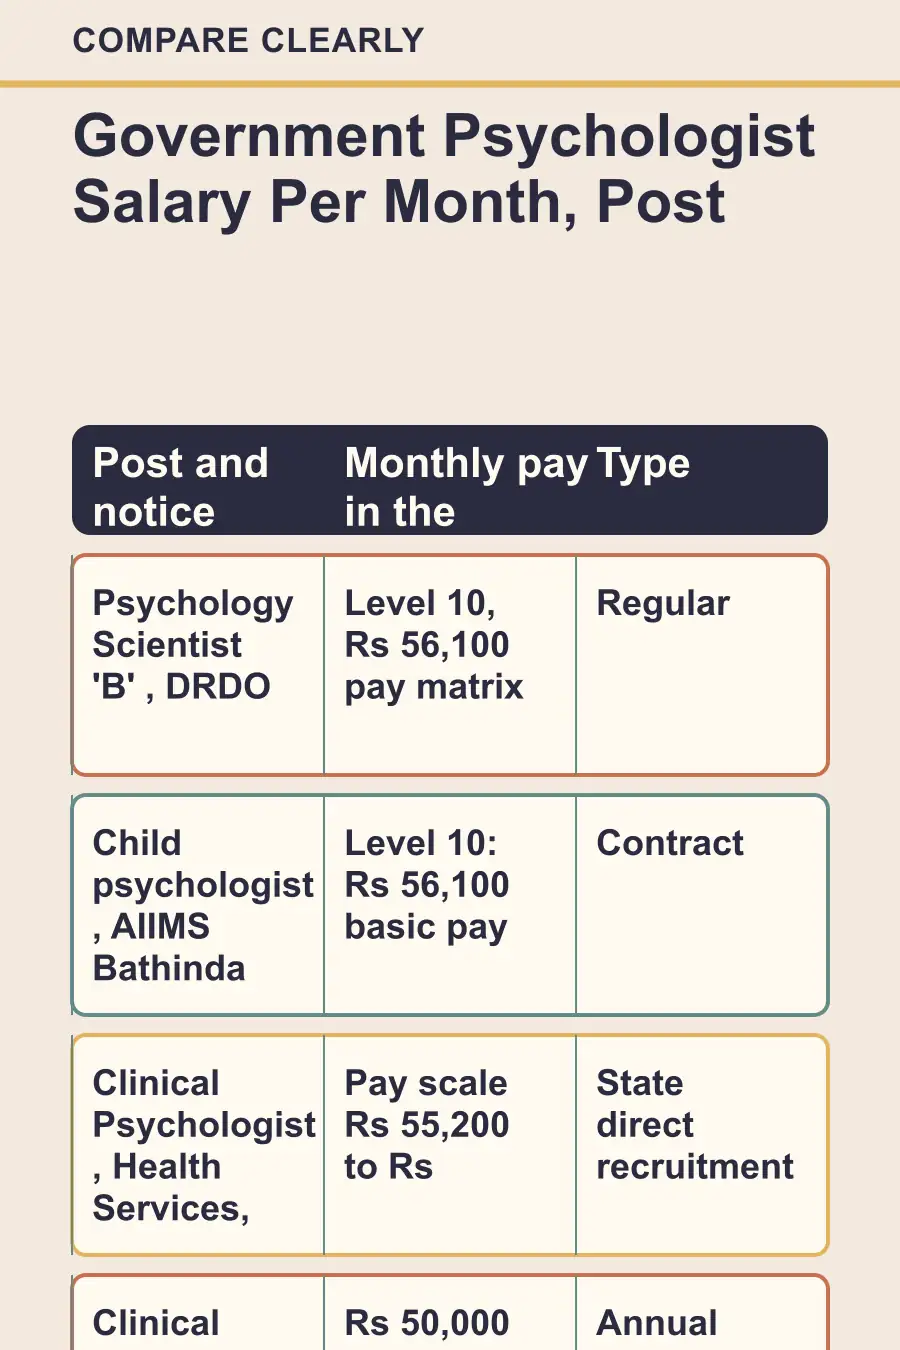 COMPARE CLEARLY
Government Psychologist
Salary Per Month, Post
Post and
notice
Monthly pay
in the
Type
Psychology
Scientist
'B' , DRDO
Level 10,
Rs 56,100
pay matrix
Regular
Child
psychologist
, AIIMS
Bathinda
Level 10:
Rs 56,100
basic pay
Contract
Clinical
Psychologist
, Health
Services,
Pay scale
Rs 55,200
to Rs
State
direct
recruitment
Clinical
Rs 50,000
Annual